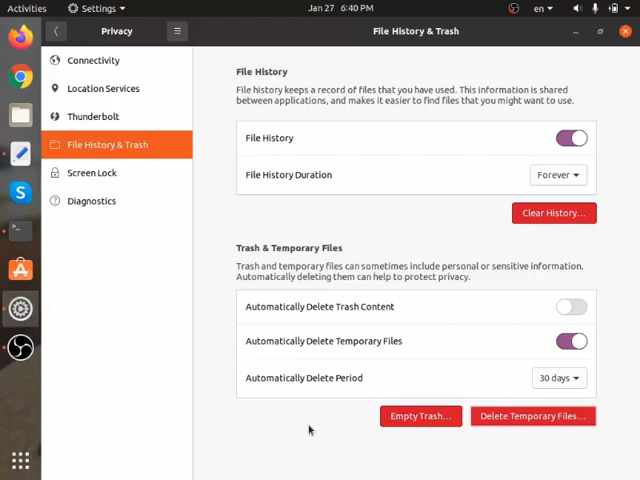 Activities Settings Jan 27 6:40 PM en
Privacy File History & Trash
Connectivity
Location Services
Thunderbolt
File History & Trash
Screen Lock
Diagnostics
File History
File history keeps a record of files that you have used. This information is shared
between applications, and makes it easier to find files that you might want to use.
File History
File History Duration Forever
Clear History...
Trash & Temporary Files
Trash and temporary files can sometimes include personal or sensitive information.
Automatically deleting them can help to protect privacy.
Automatically Delete Trash Content
Automatically Delete Temporary Files
Automatically Delete Period 30 days
Empty Trash... Delete Temporary Files...